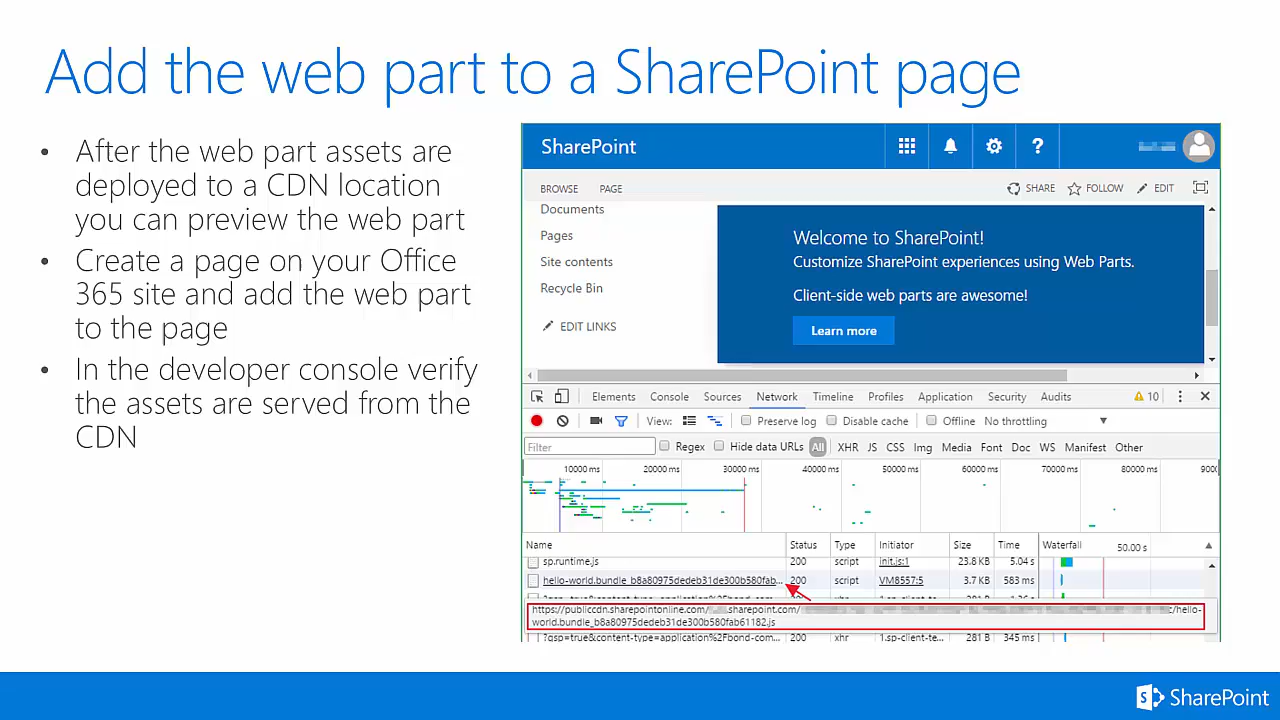 Add the web part to a SharePoint page
• After the web part assets are
deployed to a CDN location
you can preview the web part
• Create a page on your Office
365 site and add the web part
to the page
• In the developer console verify
the assets are served from the
CDN
SharePoint
?
BROWSE PAGE SHARE FOLLOW EDIT
Documents
Pages
Site contents
Recycle Bin
EDIT LINKS
Welcome to SharePoint!
Customize SharePoint experiences using Web Parts.
Client-side web parts are awesome!
Learn more
Elements Console Sources Network Timeline Profiles Application Security Audits 10
View: Preserve log Disable cache Offline No throttling
Filter Regex Hide data URLs All XHR JS CSS Img Media Font Doc WS Manifest Other
10000 ms 20000 ms 30000 ms 40000 ms 50000 ms 60000 ms 70000 ms 80000 ms 9000
Name Status Type Initiator Size Time Waterfall 50.00 s
sp.runtime.js 200 script init.js:1 23.8 KB 5.04 s
hello-world.bundle_b8a80975dedeb31de300b580fab... 200 script VM8557:5 3.7 KB 583 ms
https://publiccdn.sharepointonline.com/ .sharepoint.com/ /hello-
world.bundle_b8a80975dedeb31de300b580fab61182.js
?qsp=true&content-type=application%2Fbond-com... 200 xhr 1.sp-client-te... 281 B 345 ms
SharePoint